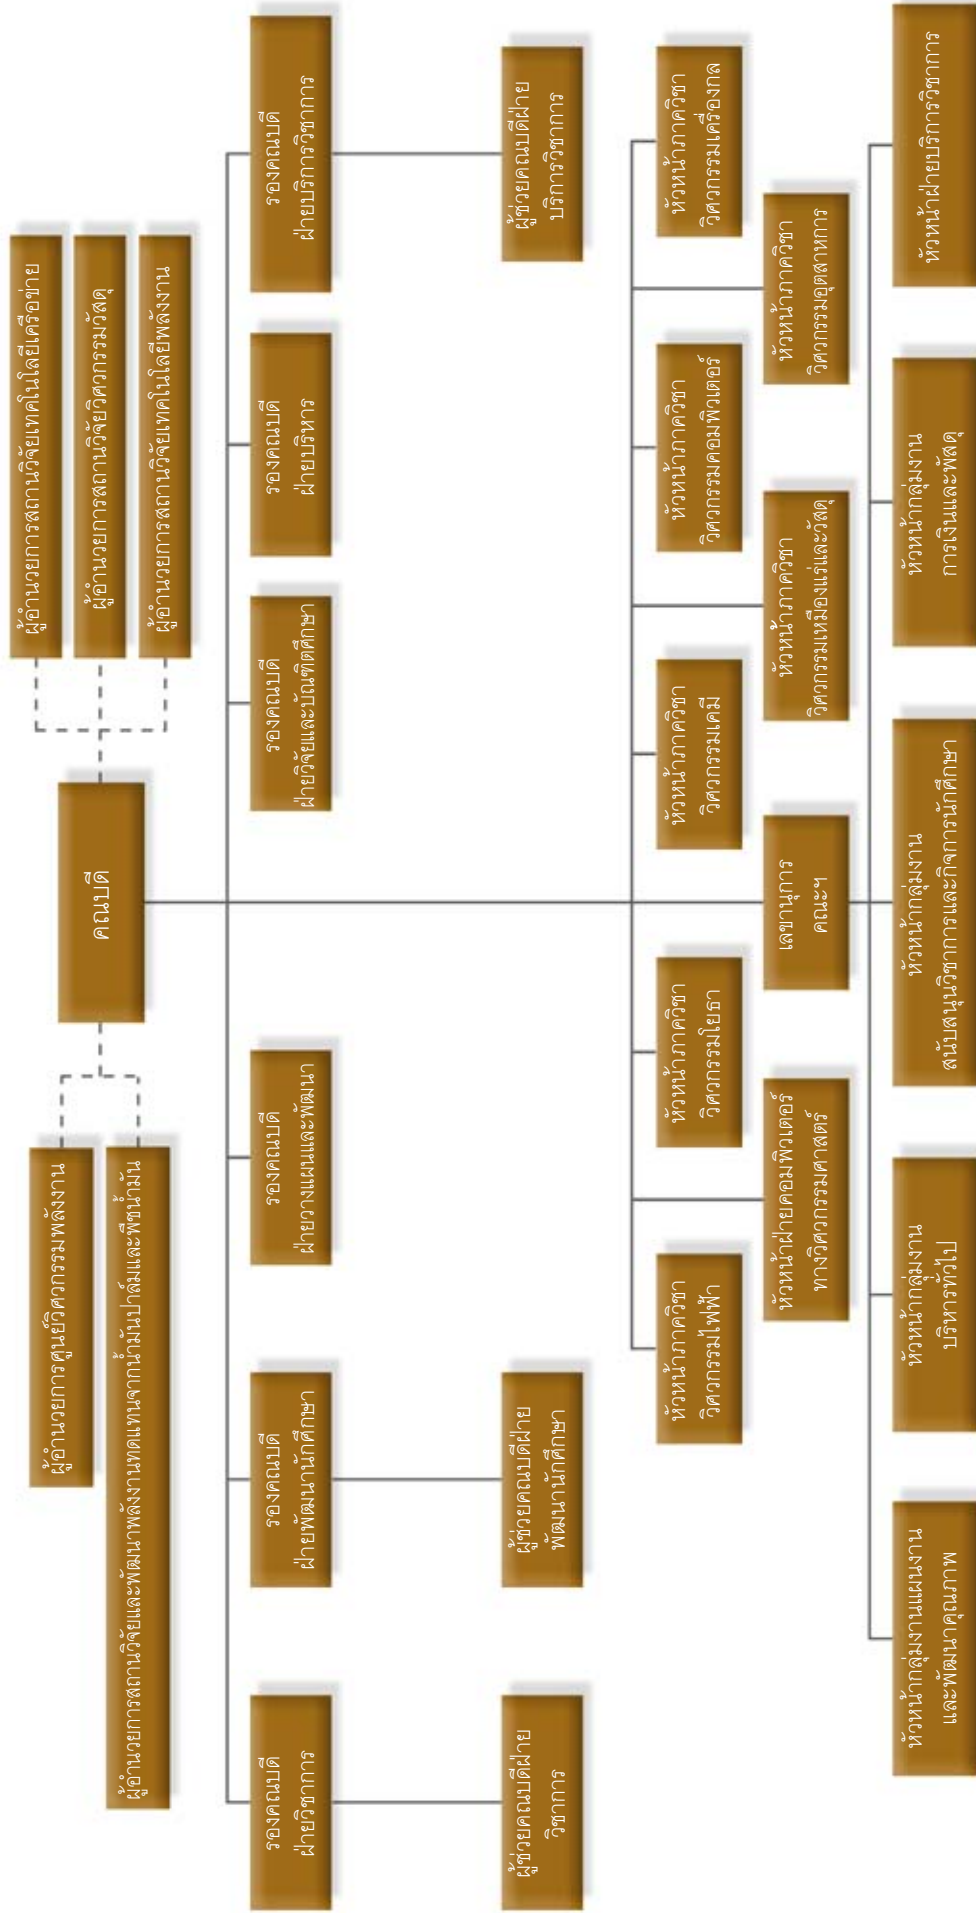 คณบดี
ผู้อำนวยการศูนย์วิศวกรรมพลังงาน
ผู้อำนวยการสถานวิจัยและพัฒนาพลังงานทดแทนจากน้ำมันปาล์มและพืชน้ำมัน
ผู้อำนวยการสถานวิจัยเทคโนโลยีเครือข่าย
ผู้อำนวยการสถานวิจัยวิศวกรรมวัสดุ
ผู้อำนวยการสถานวิจัยเทคโนโลยีพลังงาน
รองคณบดี
ฝ่ายวิชาการ
รองคณบดี
ฝ่ายพัฒนานักศึกษา
รองคณบดี
ฝ่ายวางแผนและพัฒนา
รองคณบดี
ฝ่ายวิจัยและบัณฑิตศึกษา
รองคณบดี
ฝ่ายบริหาร
รองคณบดี
ฝ่ายบริการวิชาการ
ผู้ช่วยคณบดีฝ่าย
วิชาการ
ผู้ช่วยคณบดีฝ่าย
พัฒนานักศึกษา
ผู้ช่วยคณบดีฝ่าย
บริการวิชาการ
หัวหน้าภาควิชา
วิศวกรรมไฟฟ้า
หัวหน้าภาควิชา
วิศวกรรมโยธา
หัวหน้าภาควิชา
วิศวกรรมเคมี
หัวหน้าภาควิชา
วิศวกรรมคอมพิวเตอร์
หัวหน้าภาควิชา
วิศวกรรมเครื่องกล
หัวหน้าฝ่ายคอมพิวเตอร์
ทางวิศวกรรมศาสตร์
เลขานุการ
คณะฯ
หัวหน้าภาควิชา
วิศวกรรมเหมืองแร่และวัสดุ
หัวหน้าภาควิชา
วิศวกรรมอุตสาหการ
หัวหน้ากลุ่มงานแผนงาน
และพัฒนาคุณภาพ
หัวหน้ากลุ่มงาน
บริหารทั่วไป
หัวหน้ากลุ่มงาน
สนับสนุนวิชาการและกิจการนักศึกษา
หัวหน้ากลุ่มงาน
การเงินและพัสดุ
หัวหน้าฝ่ายบริการวิชาการ